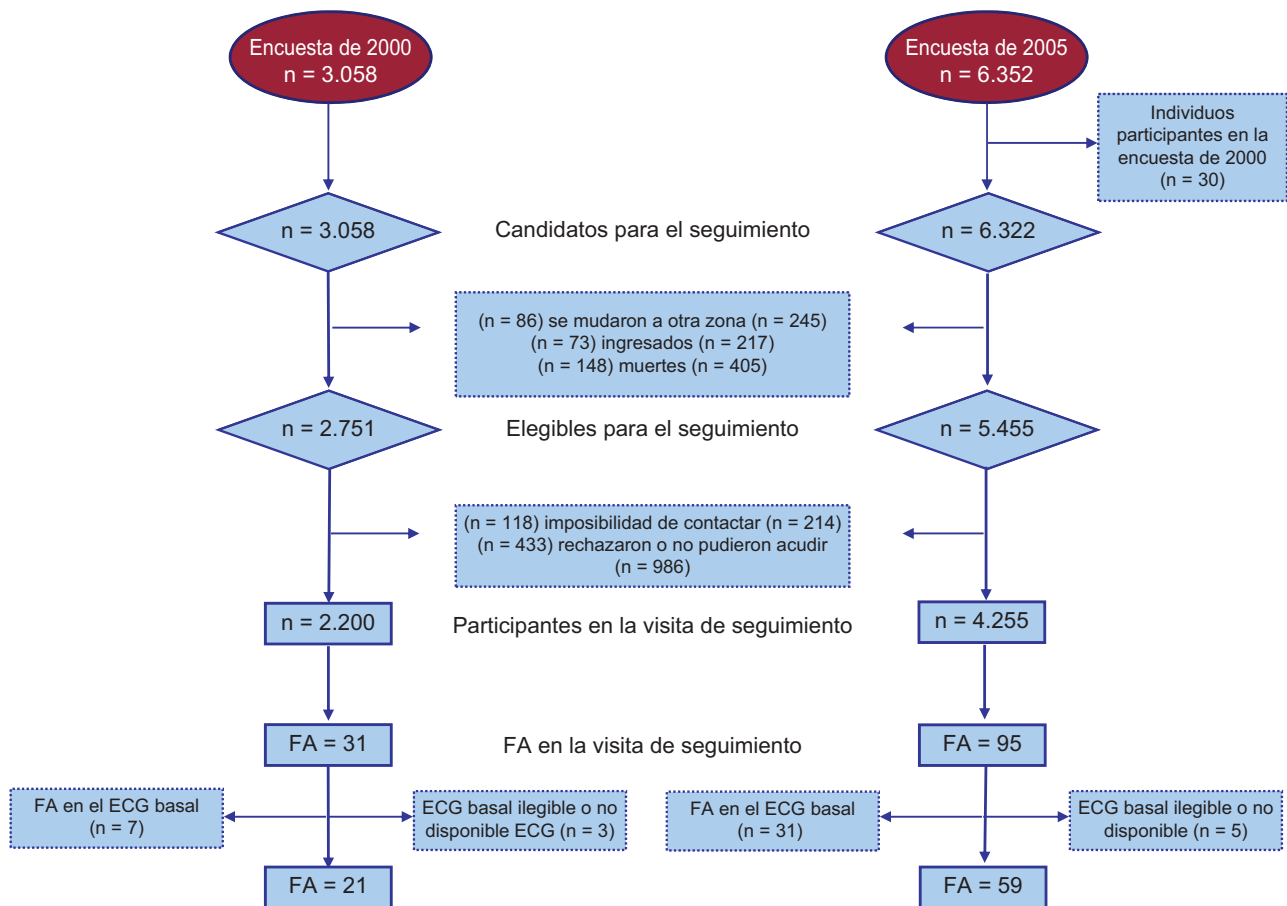 Encuesta de 2000
n = 3.058
Encuesta de 2005
n = 6.352
Individuos
participantes en la
encuesta de 2000
(n = 30)
n = 3.058
Candidatos para el seguimiento
n = 6.322
(n = 86) se mudaron a otra zona (n = 245)
(n = 73) ingresados (n = 217)
(n = 148) muertes (n = 405)
n = 2.751
Elegibles para el seguimiento
n = 5.455
(n = 118) imposibilidad de contactar (n = 214)
(n = 433) rechazaron o no pudieron acudir
(n = 986)
n = 2.200
Participantes en la visita de seguimiento
n = 4.255
FA = 31
FA en la visita de seguimiento
FA = 95
FA en el ECG basal
(n = 7)
ECG basal ilegible o no
disponible ECG (n = 3)
FA en el ECG basal
(n = 31)
ECG basal ilegible o no
disponible (n = 5)
FA = 21
FA = 59